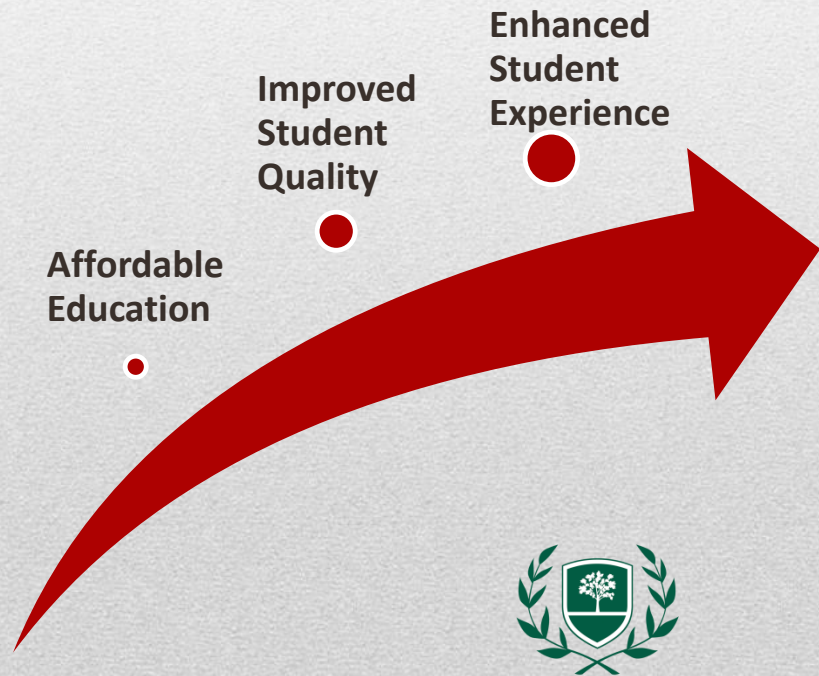 Enhanced
Student
Experience
Improved
Student
Quality
Affordable
Education